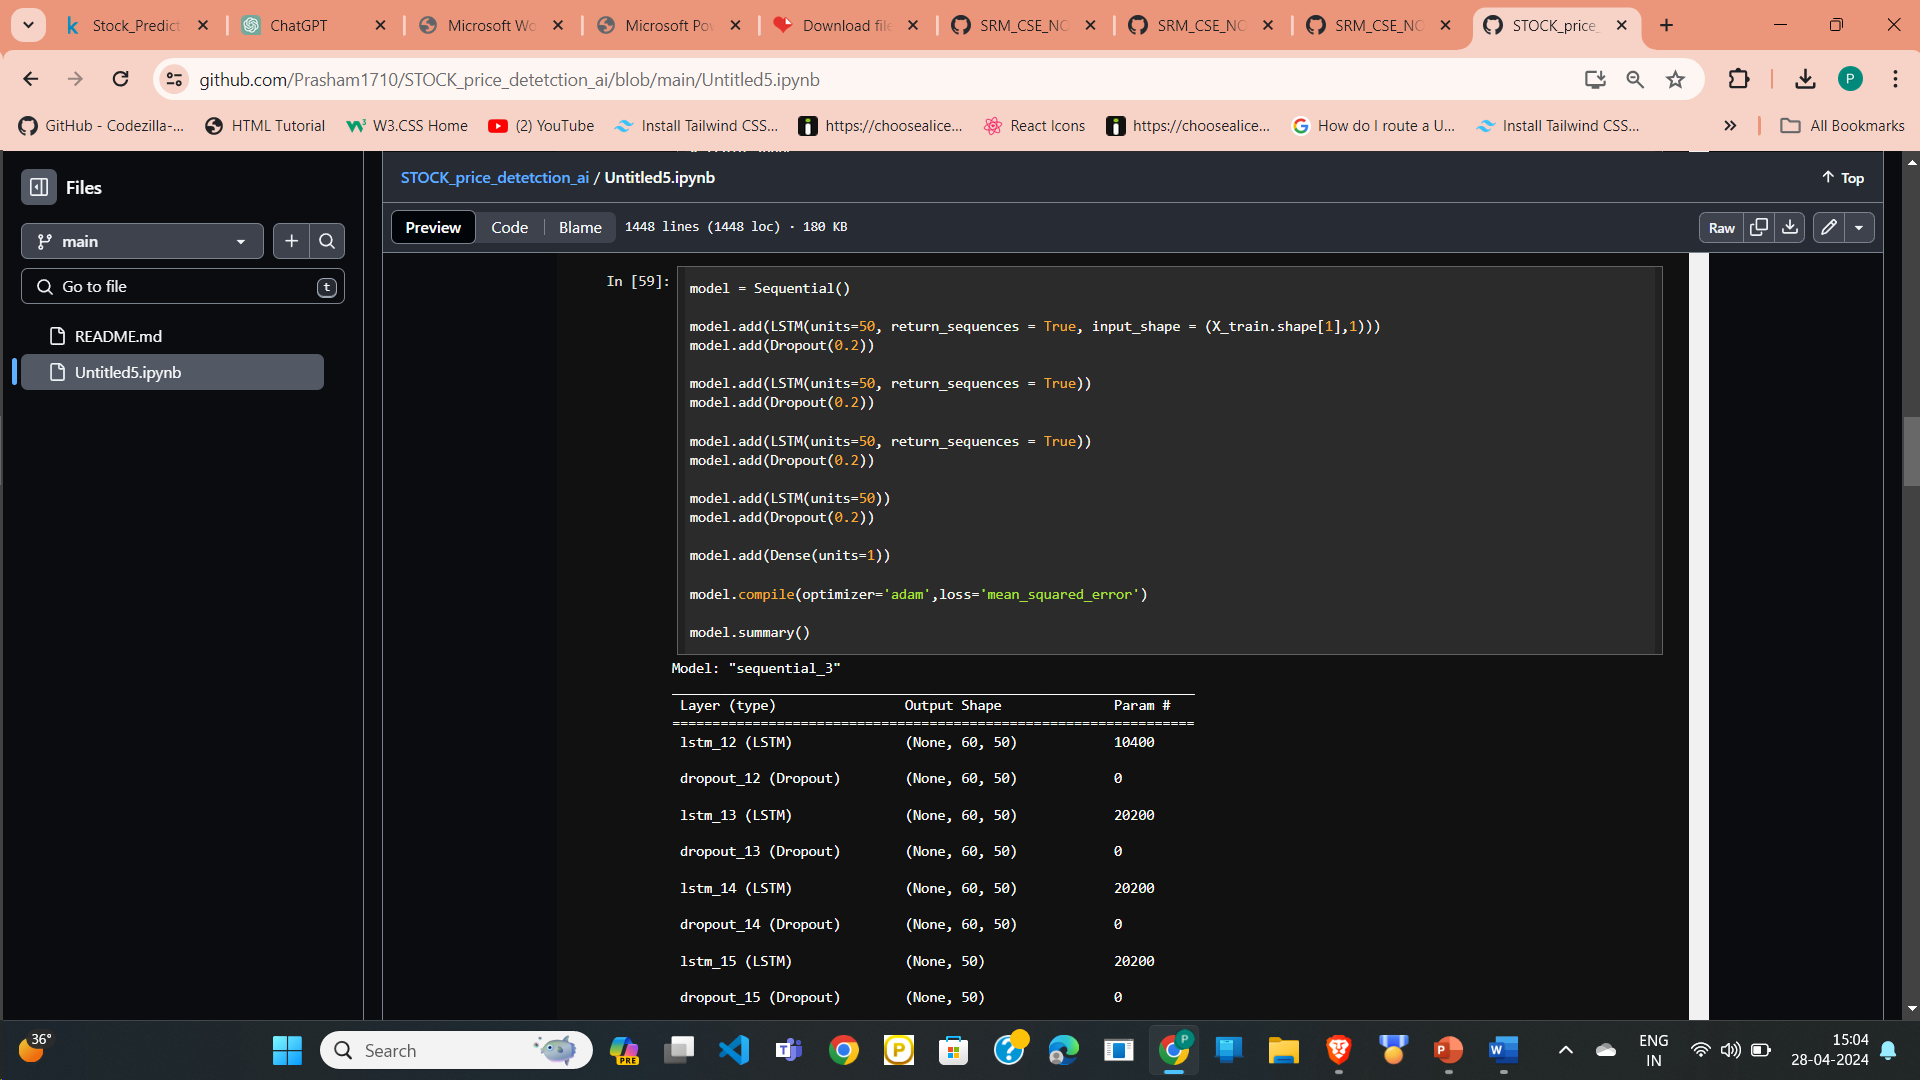 Stock_Predict
ChatGPT
Microsoft Wo
Microsoft Po
Download file
SRM_CSE_NO
SRM_CSE_NO
SRM_CSE_NO
STOCK_price_
github.com/Prasham1710/STOCK_price_detetction_ai/blob/main/Untitled5.ipynb
P
GitHub - Codezilla-...
HTML Tutorial
W3.CSS Home
(2) YouTube
Install Tailwind CSS...
https://choosealice...
React Icons
https://choosealice...
How do I route a U...
Install Tailwind CSS...
All Bookmarks
Files
STOCK_price_detetction_ai / Untitled5.ipynb
Top
main
Preview
Code
Blame
1448 lines (1448 loc) · 180 KB
Raw
Go to file
t
README.md
Untitled5.ipynb
In [59]:
model = Sequential()
model.add(LSTM(units=50, return_sequences = True, input_shape = (X_train.shape[1],1)))
model.add(Dropout(0.2))
model.add(LSTM(units=50, return_sequences = True))
model.add(Dropout(0.2))
model.add(LSTM(units=50, return_sequences = True))
model.add(Dropout(0.2))
model.add(LSTM(units=50))
model.add(Dropout(0.2))
model.add(Dense(units=1))
model.compile(optimizer='adam',loss='mean_squared_error')
model.summary()
Model: "sequential_3"
Layer (type) Output Shape Param #
=================================================================
lstm_12 (LSTM) (None, 60, 50) 10400
dropout_12 (Dropout) (None, 60, 50) 0
lstm_13 (LSTM) (None, 60, 50) 20200
dropout_13 (Dropout) (None, 60, 50) 0
lstm_14 (LSTM) (None, 60, 50) 20200
dropout_14 (Dropout) (None, 60, 50) 0
lstm_15 (LSTM) (None, 50) 20200
dropout_15 (Dropout) (None, 50) 0
36°
Search
PRE
ENG
IN
15:04
28-04-2024